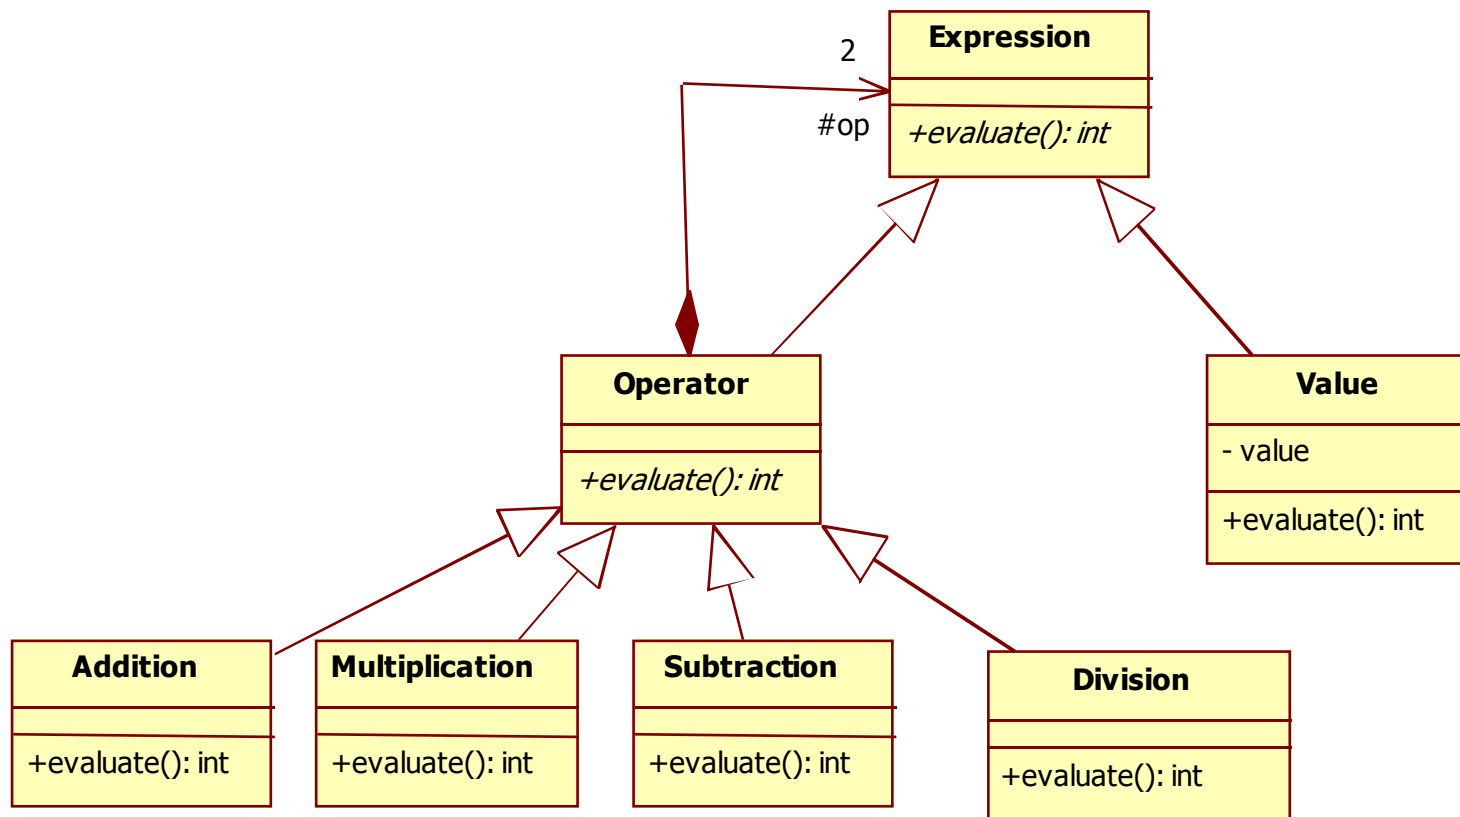 Expression
2
#op
+evaluate(): int
Operator
+evaluate(): int
Value
- value
+evaluate(): int
Addition
+evaluate(): int
Multiplication
+evaluate(): int
Subtraction
+evaluate(): int
Division
+evaluate(): int